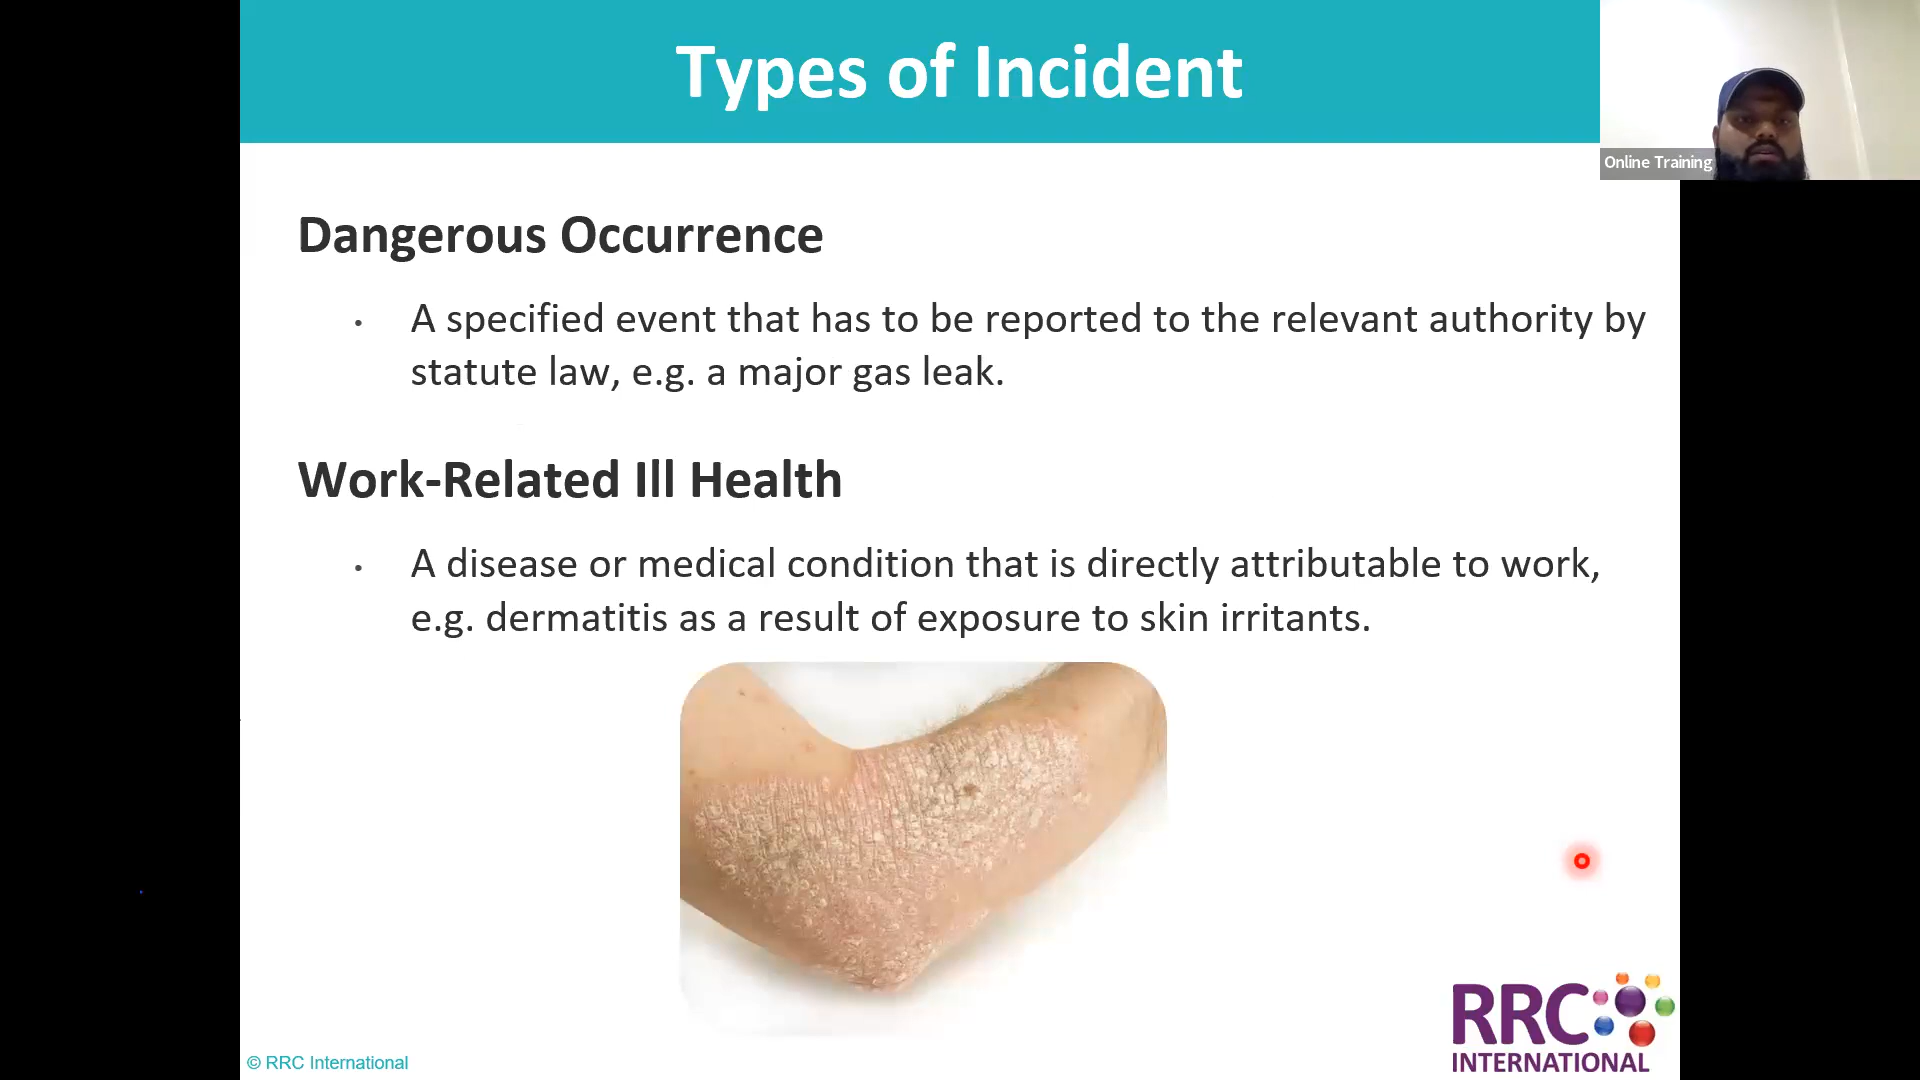 Types of Incident
Online Training
Dangerous Occurrence
• A specified event that has to be reported to the relevant authority by
statute law, e.g. a major gas leak.
Work-Related Ill Health
• A disease or medical condition that is directly attributable to work,
e.g. dermatitis as a result of exposure to skin irritants.
RRC
INTERNATIONAL
© RRC International